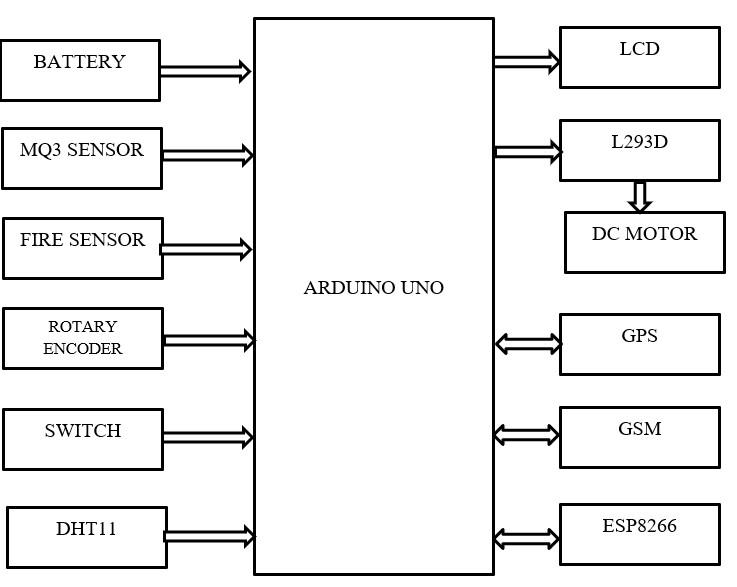 BATTERY
MQ3 SENSOR
FIRE SENSOR
ROTARY
ENCODER
SWITCH
DHT11
ARDUINO UNO
LCD
L293D
DC MOTOR
GPS
GSM
ESP8266